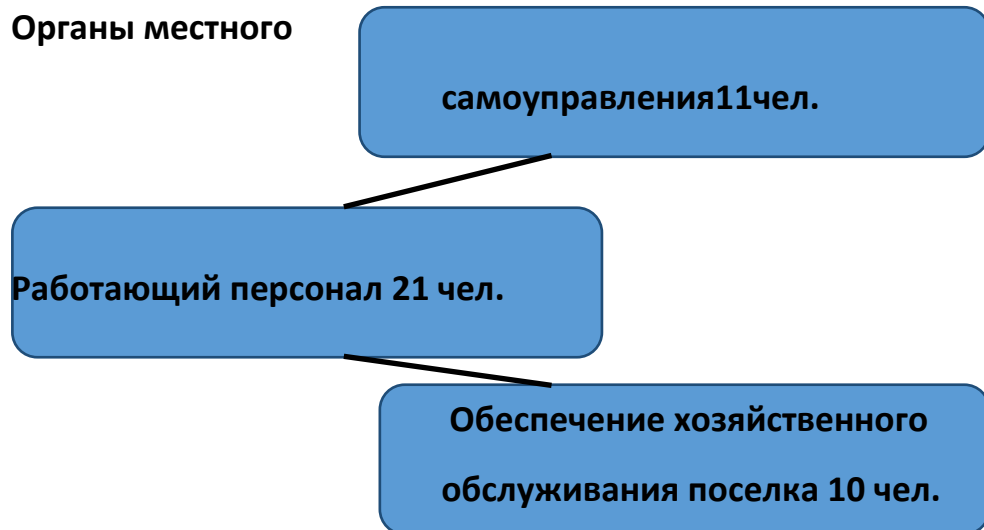 Органы местного
самоуправления11чел.
Работающий персонал 21 чел.
Обеспечение хозяйственного
обслуживания поселка 10 чел.